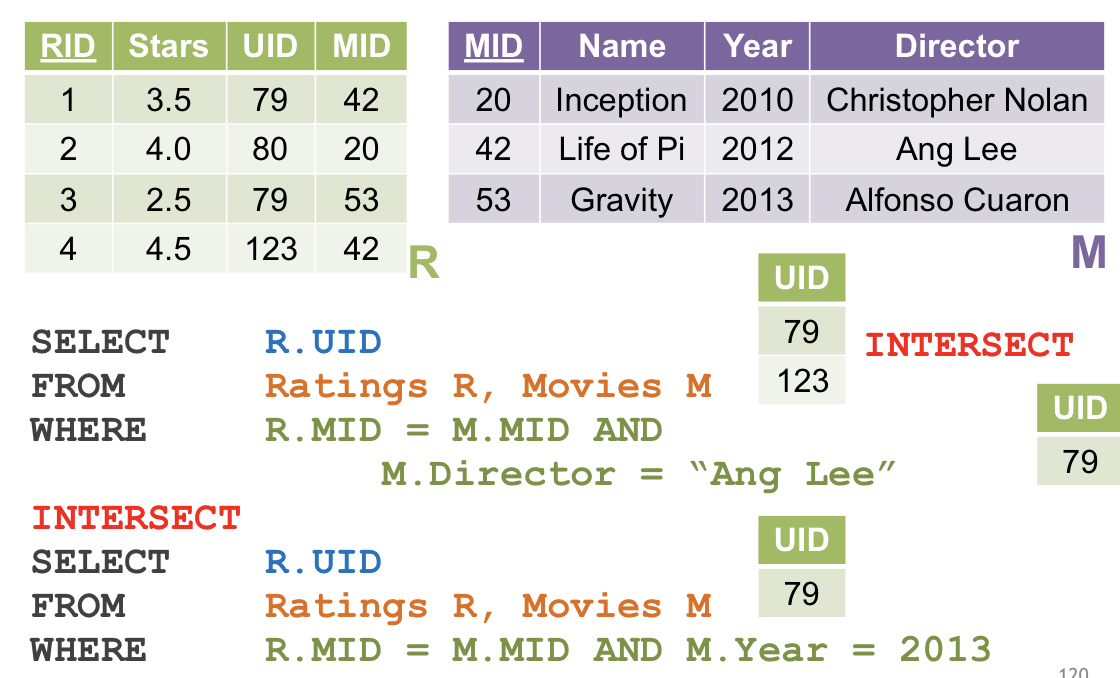 RID Stars UID MID
1 3.5 79 42
2 4.0 80 20
3 2.5 79 53
4 4.5 123 42
R
MID Name Year Director
20 Inception 2010 Christopher Nolan
42 Life of Pi 2012 Ang Lee
53 Gravity 2013 Alfonso Cuaron
M
SELECT R.UID
FROM Ratings R, Movies M
WHERE R.MID = M.MID AND
M.Director = “Ang Lee”
UID
79
123
INTERSECT
UID
79
INTERSECT
SELECT R.UID
FROM Ratings R, Movies M
WHERE R.MID = M.MID AND M.Year = 2013
UID
79
120